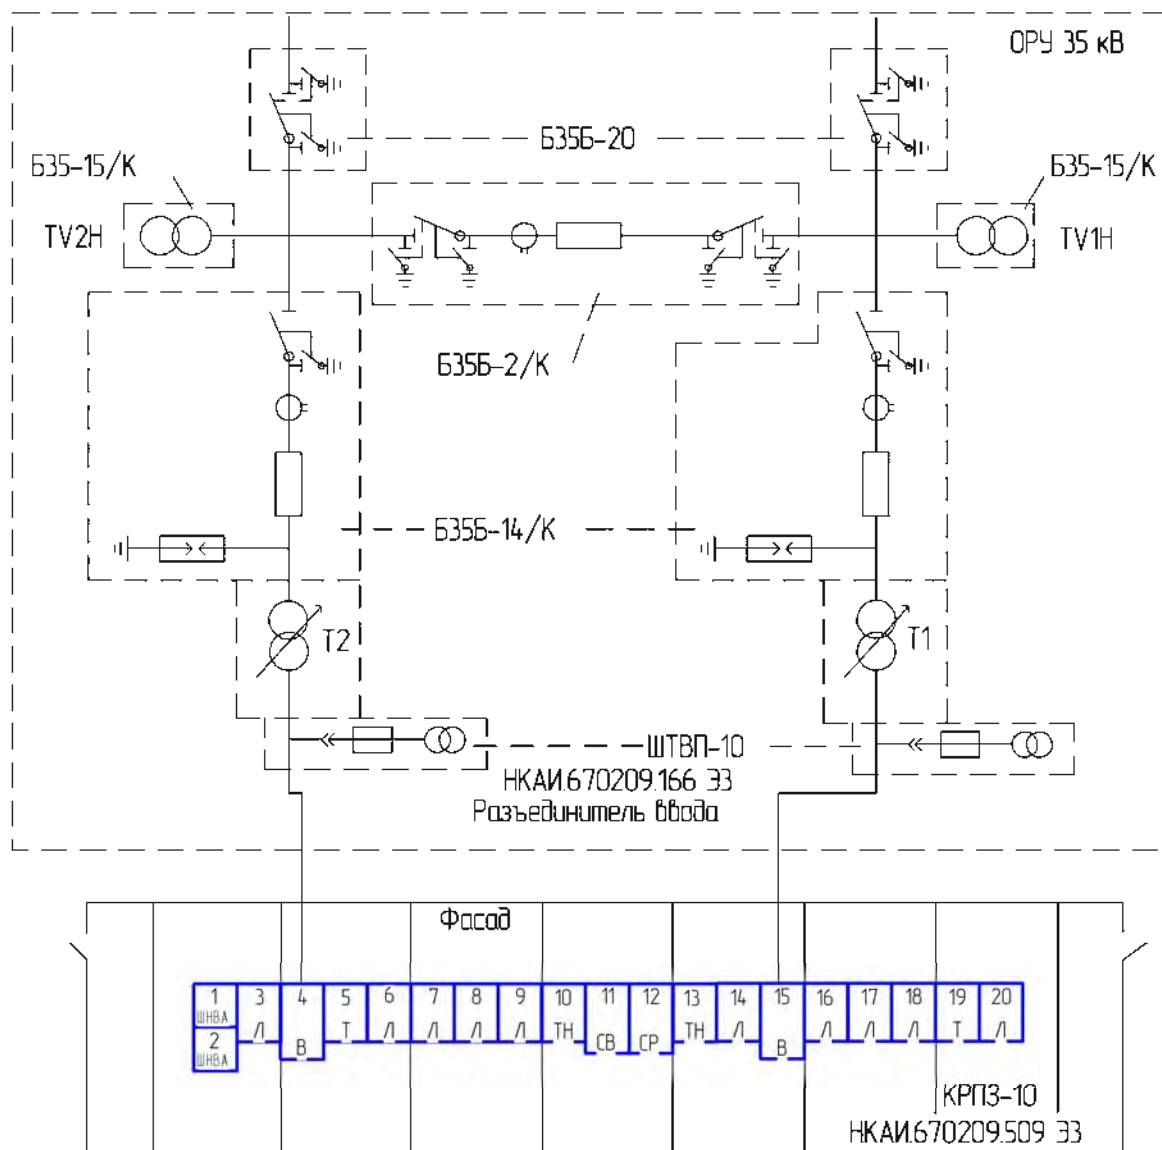 ОРУ 35 кВ
Б35Б-20
Б35-15/К
Б35-15/К
TV2H
TV1H
Б35Б-2/К
Б35Б-14/К
Т2
Т1
ШТВП-10
НКАИ.670209.166 ЭЗ
Разъединитель ввода
Фасад
1 3 4 5 6 7 8 9 10 11 12 13 14 15 16 17 18 19 20
ШНВА Л В Т Л Л Л Л ТН СВ СР ТН Л В Л Л Л Т Л
2
ШНВА
КРПЗ-10
НКАИ.670209.509 ЭЗ